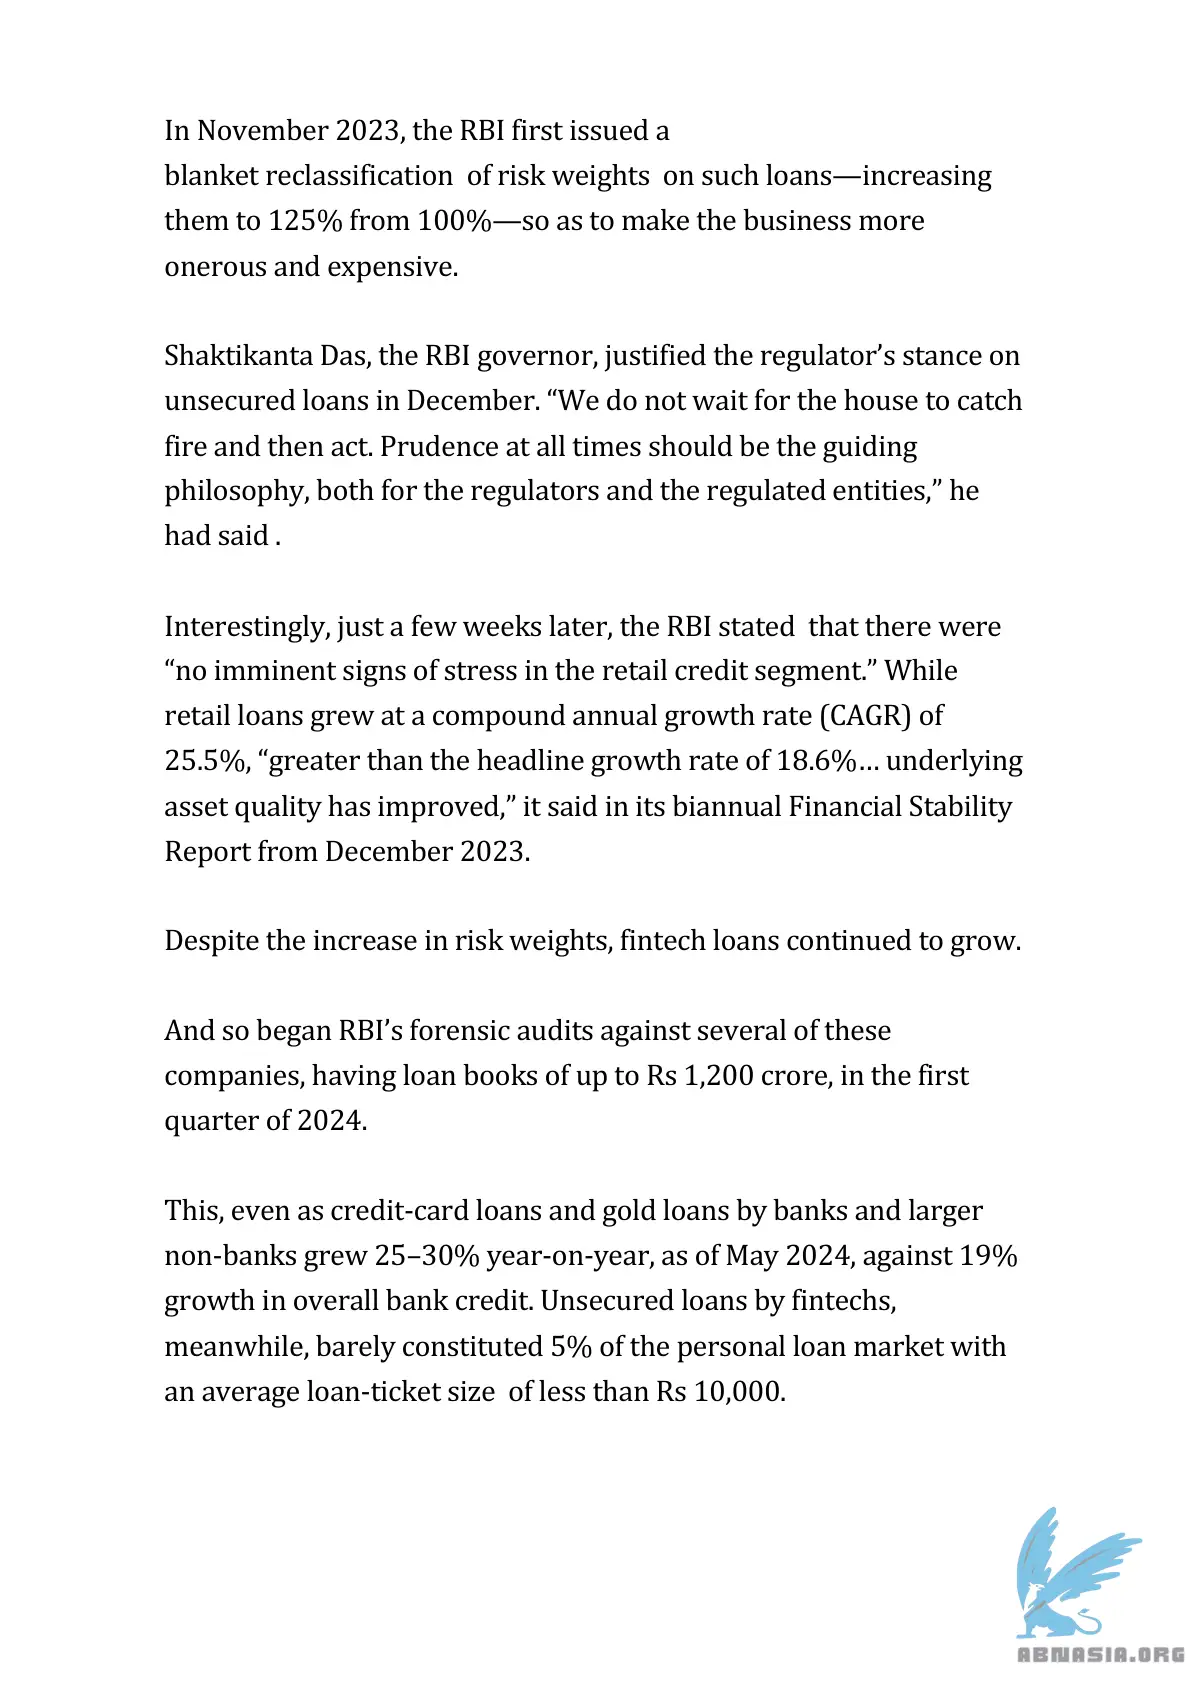 In November 2023, the RBI first issued a
blanket reclassification  of risk weights  on such loans—increasing
them to 125% from 100%—so as to make the business more
onerous and expensive.
Shaktikanta Das, the RBI governor, justified the regulator’s stance on
unsecured loans in December. “We do not wait for the house to catch
fire and then act. Prudence at all times should be the guiding
philosophy, both for the regulators and the regulated entities,” he
had said .
Interestingly, just a few weeks later, the RBI stated  that there were
“no imminent signs of stress in the retail credit segment.” While
retail loans grew at a compound annual growth rate (CAGR) of
25.5%, “greater than the headline growth rate of 18.6%… underlying
asset quality has improved,” it said in its biannual Financial Stability
Report from December 2023.
Despite the increase in risk weights, fintech loans continued to grow.
And so began RBI’s forensic audits against several of these
companies, having loan books of up to Rs 1,200 crore, in the first
quarter of 2024.
This, even as credit-card loans and gold loans by banks and larger
non-banks grew 25–30% year-on-year, as of May 2024, against 19%
growth in overall bank credit. Unsecured loans by fintechs,
meanwhile, barely constituted 5% of the personal loan market with
an average loan-ticket size  of less than Rs 10,000.
ABNASIA.ORG